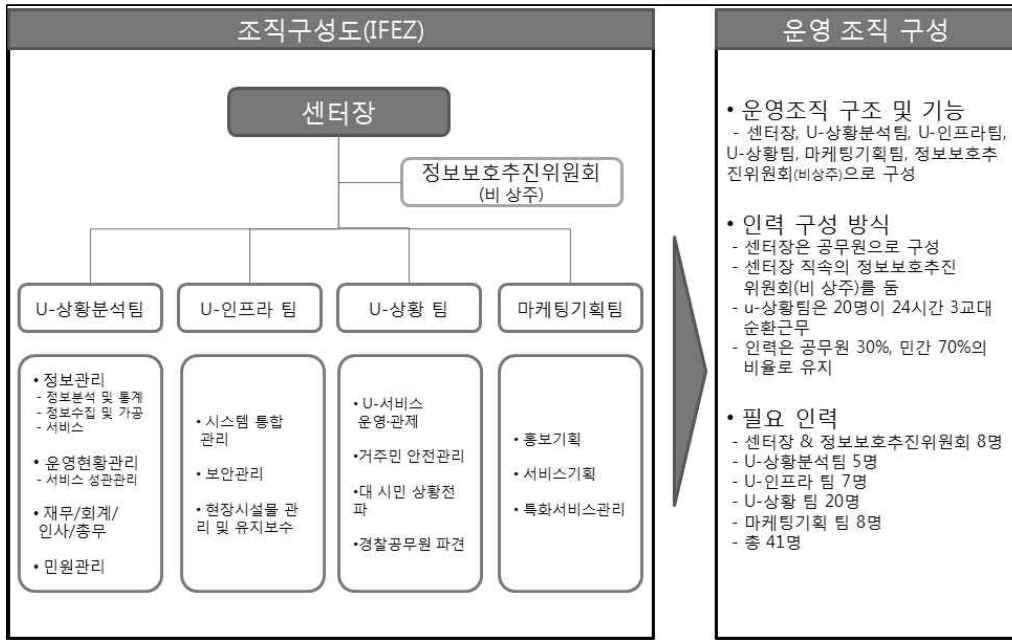 조직구성도(IFEZ)
센터장
정보보호추진위원회
(비 상주)
U-상황분석팀
U-인프라 팀
U-상황 팀
마케팅기획팀
• 정보관리
- 정보분석 및 통계
- 정보수집 및 가공
- 서비스
• 운영현황관리
- 서비스 성관관리
• 재무/회계/
인사/총무
• 민원관리
• 시스템 통합
관리
• 보안관리
• 현장시설물 관
리 및 유지보수
• U-서비스
운영·관제
•거주민 안전관리
•대 시민 상황전
파
•경찰공무원 파견
• 홍보기획
• 서비스기획
• 특화서비스관리
운영 조직 구성
• 운영조직 구조 및 기능
- 센터장, U-상황분석팀, U-인프라팀,
U-상황팀, 마케팅기획팀, 정보보호추
진위원회(비상주)으로 구성
• 인력 구성 방식
- 센터장은 공무원으로 구성
- 센터장 직속의 정보보호추진
위원회(비 상주)를 둠
- u-상황팀은 20명이 24시간 3교대
순환근무
- 인력은 공무원 30%, 민간 70%의
비율로 유지
• 필요 인력
- 센터장 & 정보보호추진위원회 8명
- U-상황분석팀 5명
- U-인프라 팀 7명
- U-상황 팀 20명
- 마케팅기획 팀 8명
- 총 41명